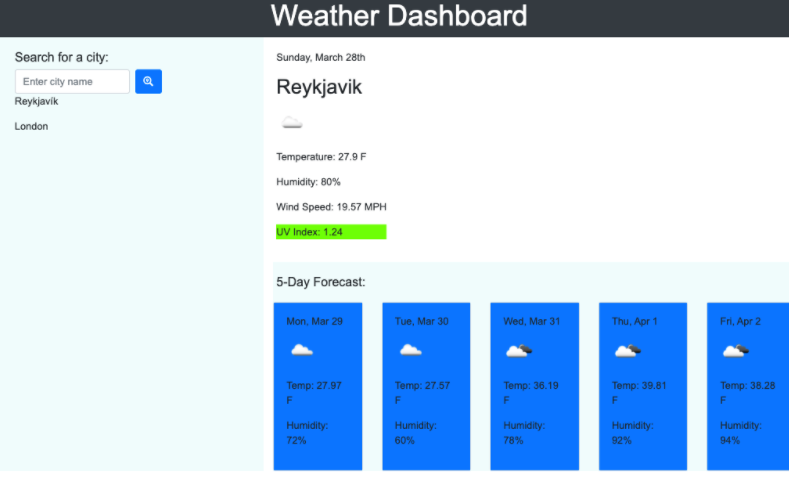 Weather Dashboard
Search for a city:
Enter city name
Reykjavík
London
Sunday, March 28th
Reykjavik
Temperature: 27.9 F
Humidity: 80%
Wind Speed: 19.57 MPH
UV Index: 1.24
5-Day Forecast:
Mon, Mar 29
Temp: 27.97
F
Humidity:
72%
Tue, Mar 30
Temp: 27.57
F
Humidity:
60%
Wed, Mar 31
Temp: 36.19
F
Humidity:
78%
Thu, Apr 1
Temp: 39.81
F
Humidity:
92%
Fri, Apr 2
Temp: 38.28
F
Humidity:
94%